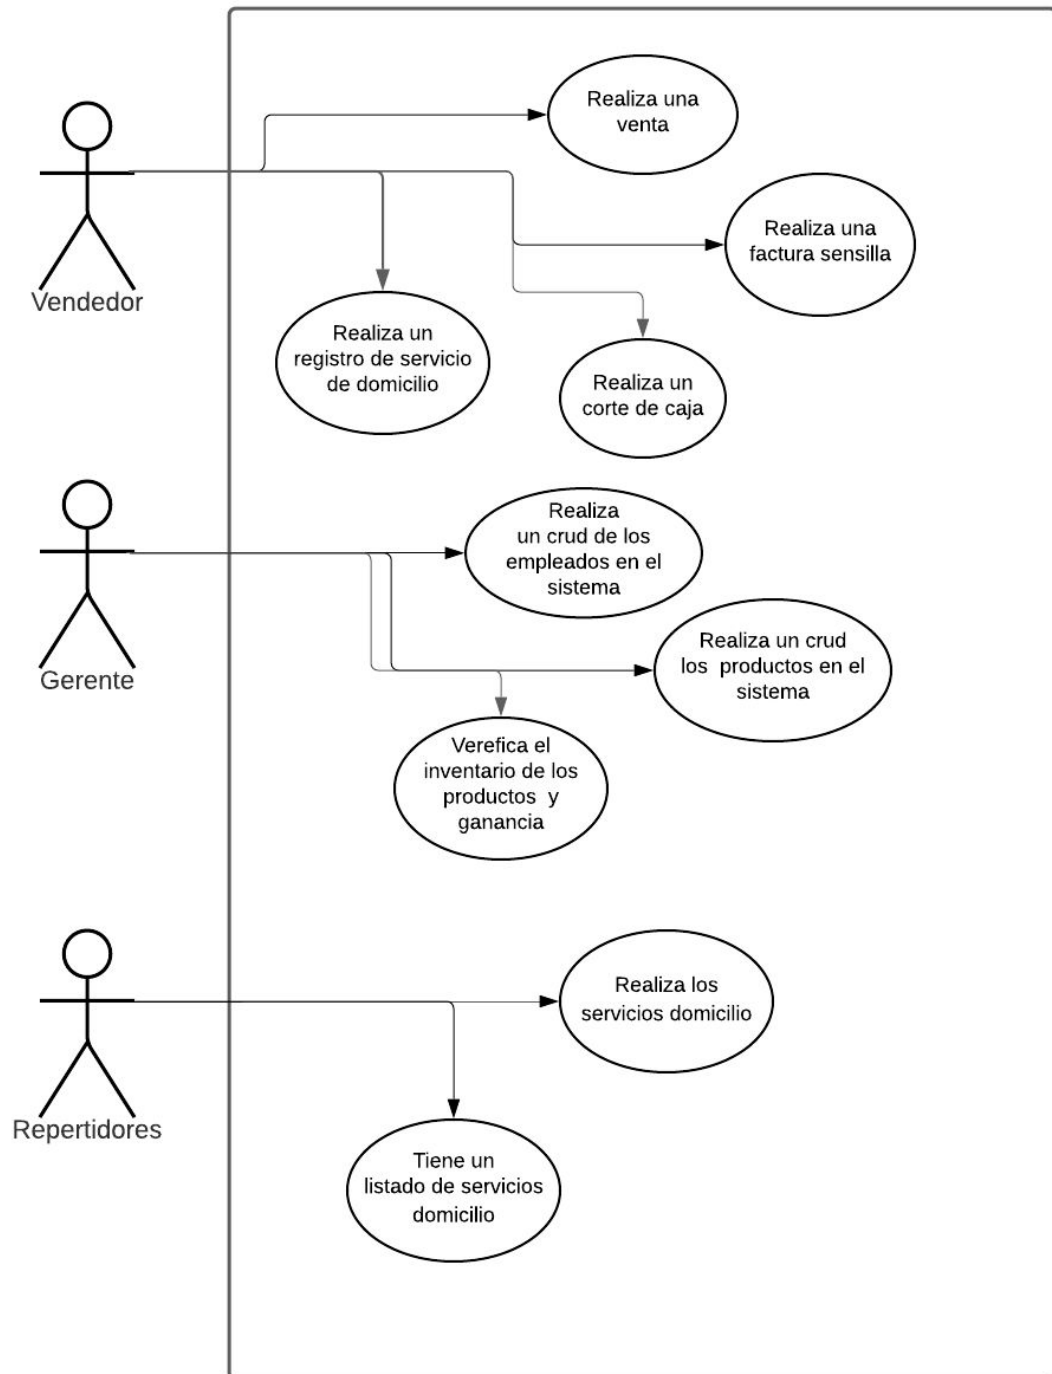 Realiza una
venta
Realiza una
factura sensilla
Vendedor
Realiza un
registro de servicio
de domicilio
Realiza un
corte de caja
Realiza
un crud de los
empleados en el
sistema
Gerente
Realiza un crud
los productos en el
sistema
Verefica el
inventario de los
productos y
ganancia
Realiza los
servicios domicilio
Repertidores
Tiene un
listado de servicios
domicilio